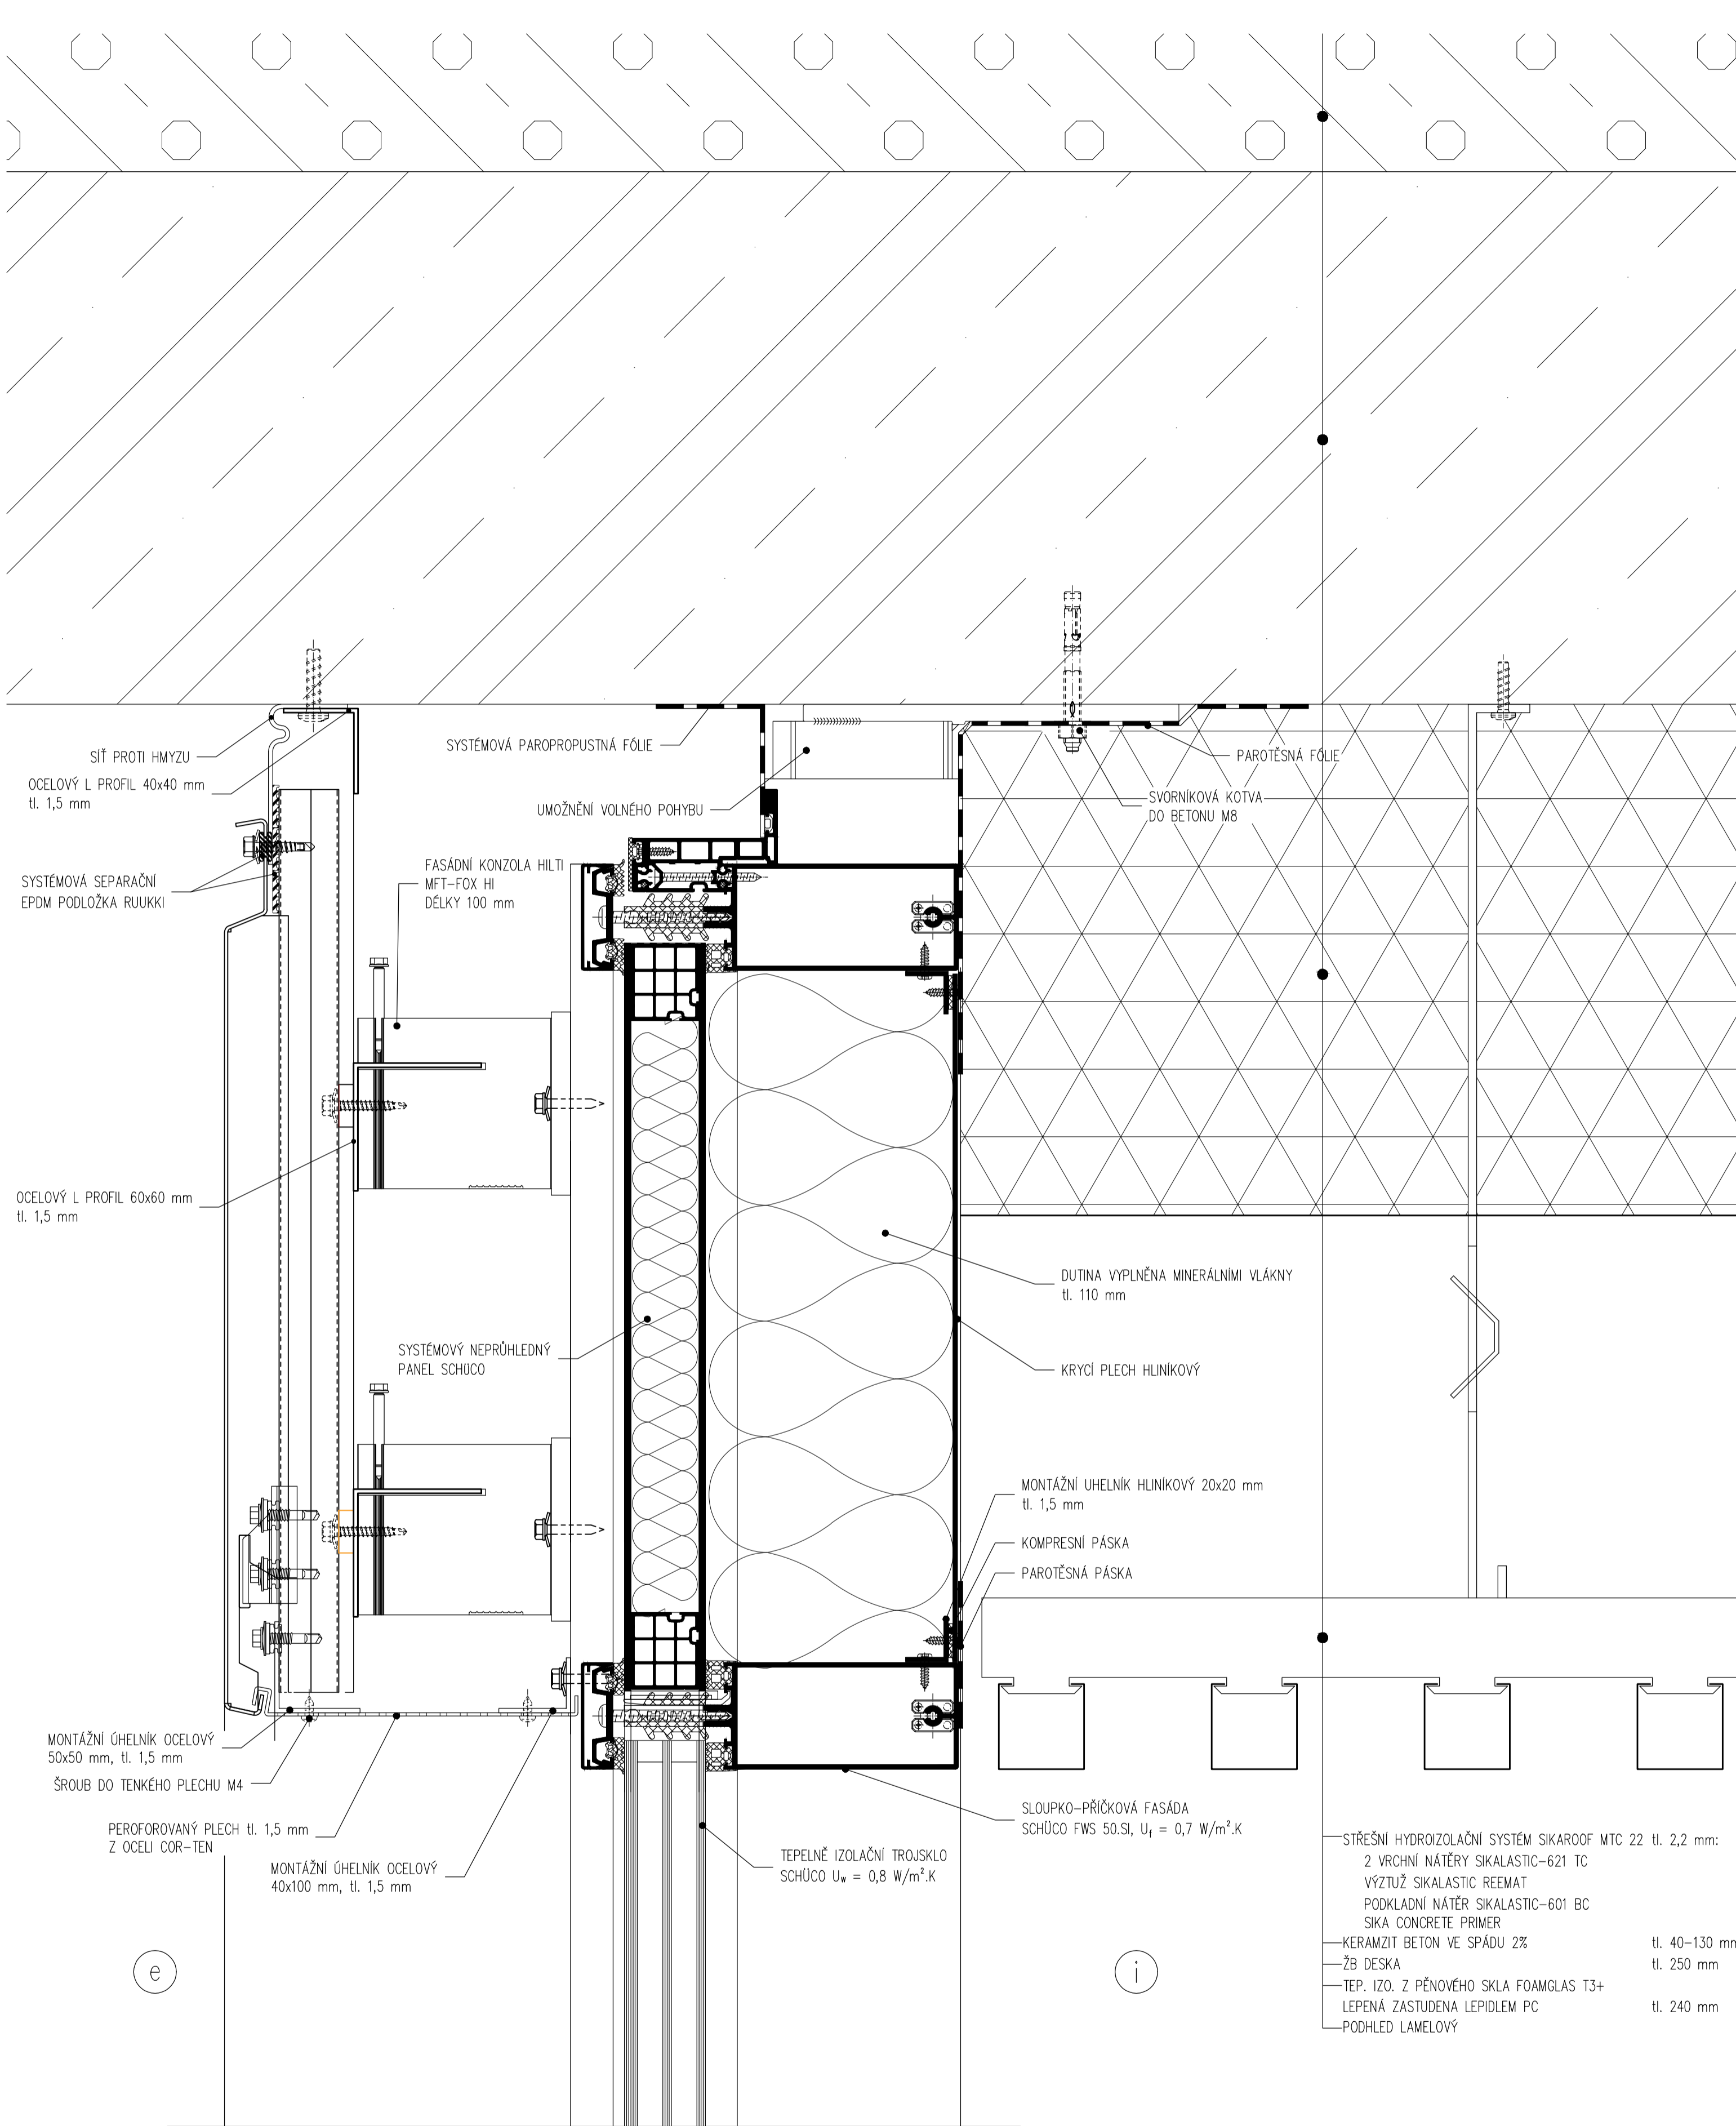 SÍŤ PROTI HMYZU
OCELOVÝ L PROFIL 40x40 mm
tl. 1,5 mm
SYSTÉMOVÁ SEPARAČNÍ
EPDM PODLOŽKA RUUKKI
OCELOVÝ L PROFIL 60x60 mm
tl. 1,5 mm
SYSTÉMOVÁ PAROPROPUSTNÁ FÓLIE
UMOŽNĚNÍ VOLNÉHO POHYBU
FASÁDNÍ KONZOLA HILTI
MFT-FOX HI
DÉLKY 100 mm
PAROTĚSNÁ FÓLIE
SVORNÍKOVÁ KOTVA
DO BETONU M8
DUTINA VYPLNĚNA MINERÁLNÍMI VLÁKNY
tl. 110 mm
SYSTÉMOVÝ NEPRŮHLEDNÝ
PANEL SCHÜCO
KRYCÍ PLECH HLINÍKOVÝ
MONTÁŽNÍ UHELNÍK HLINÍKOVÝ 20x20 mm
tl. 1,5 mm
KOMPRESNÍ PÁSKA
PAROTĚSNÁ PÁSKA
MONTÁŽNÍ ÚHELNÍK OCELOVÝ
50x50 mm, tl. 1,5 mm
ŠROUB DO TENKÉHO PLECHU M4
PEROFOROVANÝ PLECH tl. 1,5 mm
Z OCELI COR-TEN
MONTÁŽNÍ ÚHELNÍK OCELOVÝ
40x100 mm, tl. 1,5 mm
TEPELNĚ IZOLAČNÍ TROJSKLO
SCHÜCO Uw = 0,8 W/m².K
SLOUPKO-PŘÍČKOVÁ FASÁDA
SCHÜCO FWS 50.SI, Uf = 0,7 W/m².K
STŘEŠNÍ HYDROIZOLAČNÍ SYSTÉM SIKAROOF MTC 22 tl. 2,2 mm:
2 VRCHNÍ NÁTĚRY SIKALASTIC-621 TC
VÝZTUŽ SIKALASTIC REEMAT
PODKLADNÍ NÁTĚR SIKALASTIC-601 BC
SIKA CONCRETE PRIMER
KERAMZIT BETON VE SPÁDU 2% tl. 40-130 mm
ŽB DESKA tl. 250 mm
TEP. IZO. Z PĚNOVÉHO SKLA FOAMGLAS T3+
LEPENÁ ZASTUDENA LEPIDLEM PC tl. 240 mm
PODHLED LAMELOVÝ
e
i